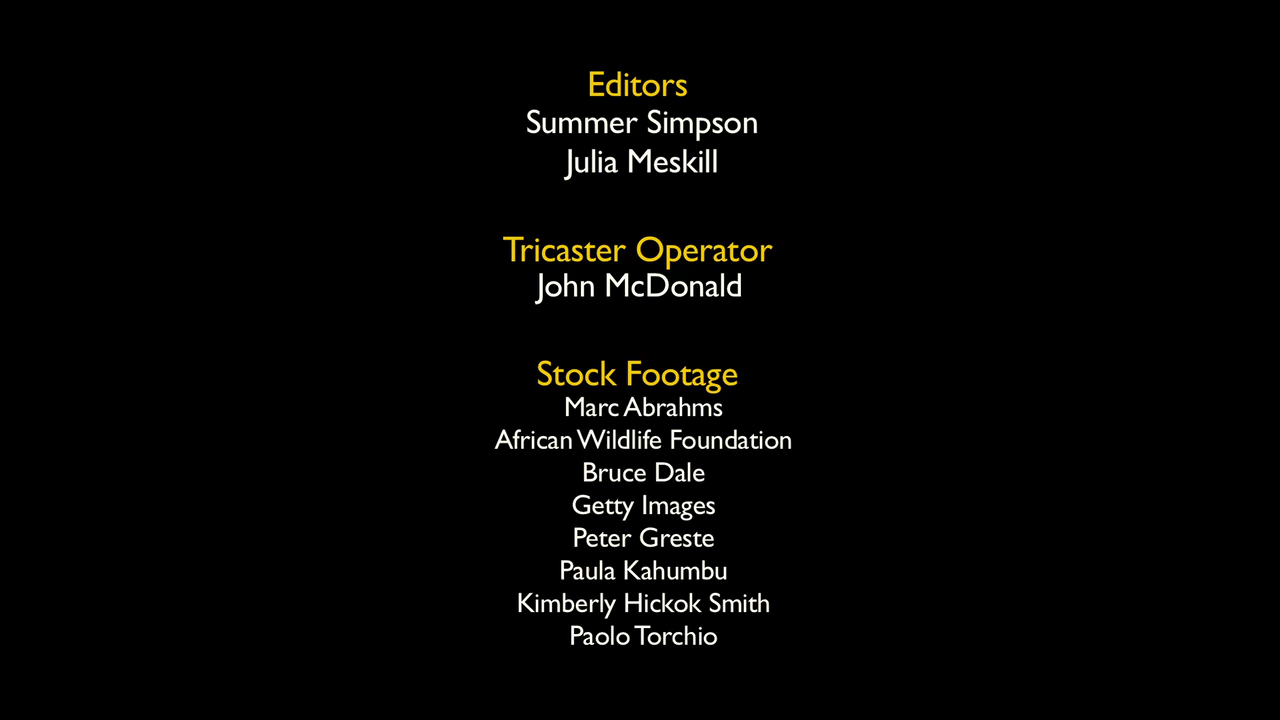 Editors
Summer Simpson
Julia Meskill
Tricaster Operator
John McDonald
Stock Footage
Marc Abrahms
African Wildlife Foundation
Bruce Dale
Getty Images
Peter Greste
Paula Kahumbu
Kimberly Hickok Smith
Paolo Torchio